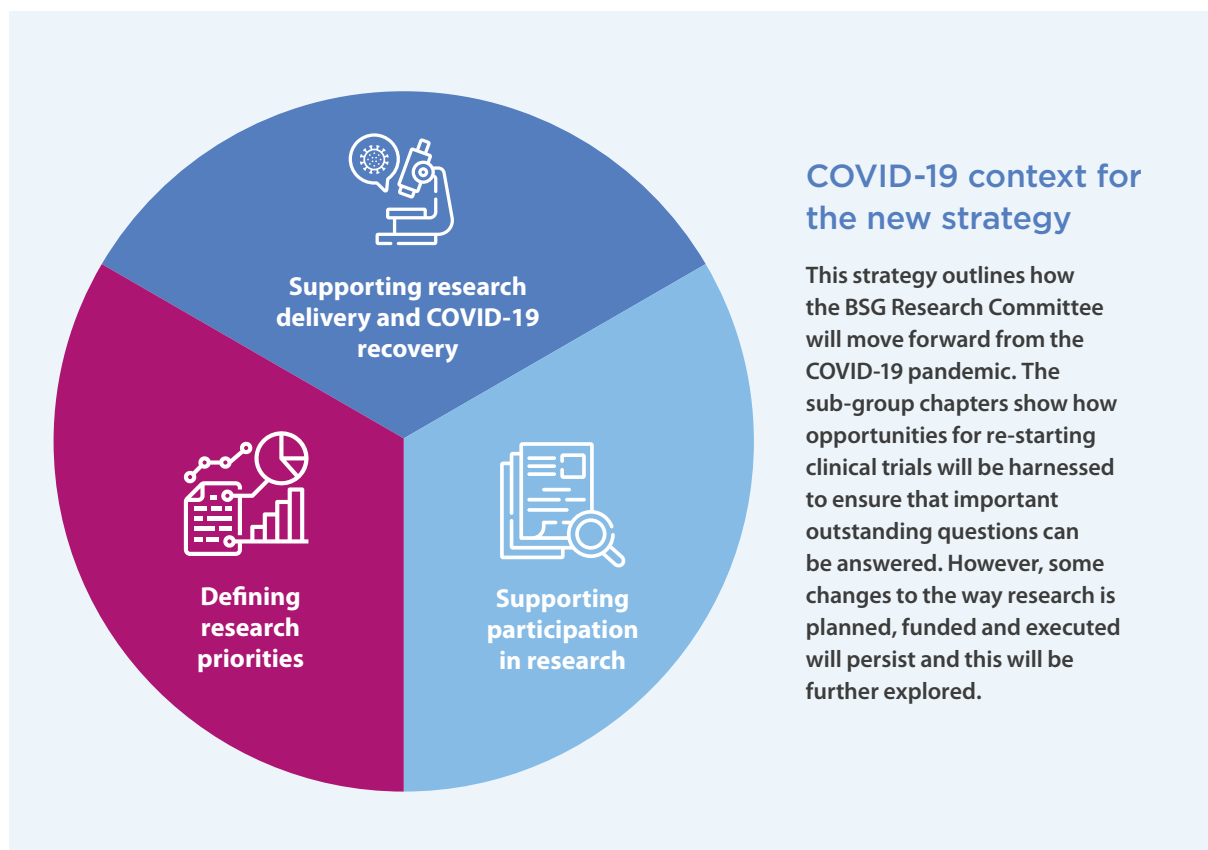 Supporting research
delivery and COVID-19
recovery
Defining
research
priorities
Supporting
participation
in research
COVID-19 context for
the new strategy
This strategy outlines how
the BSG Research Committee
will move forward from the
COVID-19 pandemic. The
sub-group chapters show how
opportunities for re-starting
clinical trials will be harnessed
to ensure that important
outstanding questions can
be answered. However, some
changes to the way research is
planned, funded and executed
will persist and this will be
further explored.